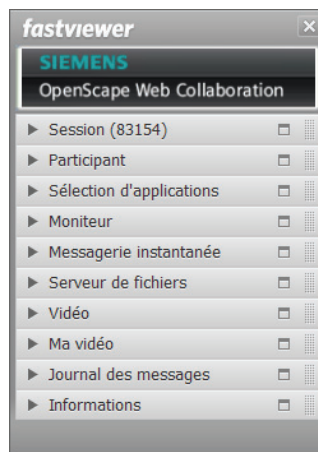 fastviewer
SIEMENS
OpenScape Web Collaboration
Session (83154)
Participant
Sélection d'applications
Moniteur
Messagerie instantanée
Serveur de fichiers
Vidéo
Ma vidéo
Journal des messages
Informations